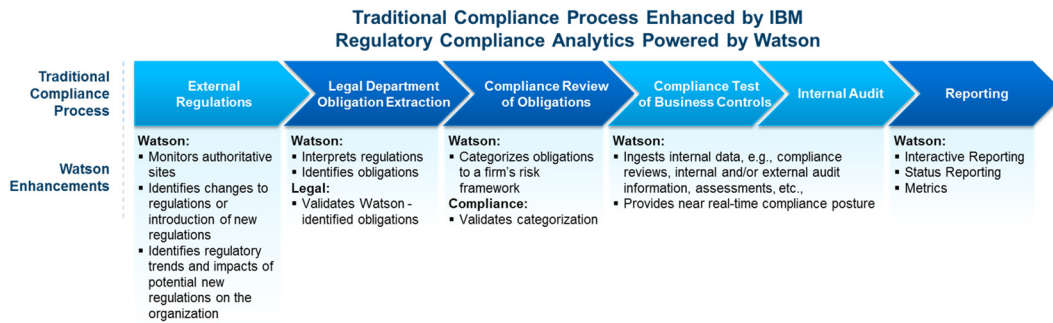 Traditional Compliance Process Enhanced by IBM
Regulatory Compliance Analytics Powered by Watson
Traditional
Compliance
Process
External
Regulations
Legal Department
Obligation Extraction
Compliance Review
of Obligations
Compliance Test
of Business Controls
Internal Audit
Reporting
Watson
Enhancements
Watson:
▪ Monitors authoritative
sites
▪ Identifies changes to
regulations or
introduction of new
regulations
▪ Identifies regulatory
trends and impacts of
potential new
regulations on the
organization
Watson:
▪ Interprets regulations
▪ Identifies obligations
Legal:
▪ Validates Watson -
identified obligations
Watson:
▪ Categorizes obligations
to a firm's risk
framework
Compliance:
▪ Validates categorization
Watson:
▪ Ingests internal data, e.g., compliance
reviews, internal and/or external audit
information, assessments, etc.,
▪ Provides near real-time compliance posture
Watson:
▪ Interactive Reporting
▪ Status Reporting
▪ Metrics